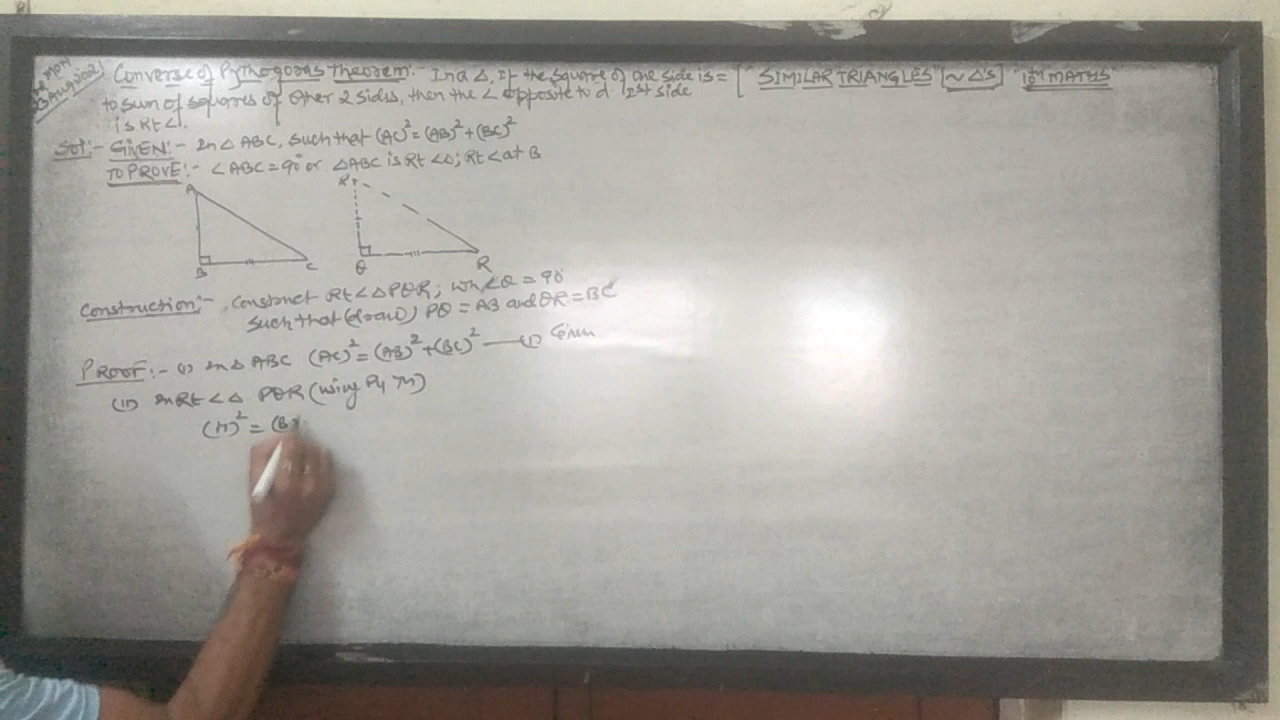 Converse of Pythogoras Theorem:- In a △, If the square of one side is = [ "SIMILAR TRIANGLES [~ △'s] 10th MATHS"
to sum of squares of other 2 sides, then the ∠ opposite to d 1st side
is Rt ∠.
Sol:- GIVEN:- In △ ABC, such that (AC)² = (AB)² + (BC)²
TO PROVE:- ∠ABC = 90° or △ABC is Rt ∠△; Rt ∠ at B
A B C
P Q R
Construction:- Construct Rt ∠ △PQR; ∠Q = 90°
such that (draw) PQ = AB and QR = BC
PROOF:- (i) In △ ABC (AC)² = (AB)² + (BC)² — (1) Given
(ii) In Rt ∠ △ PQR (using Py Th)
(H)² = (B)